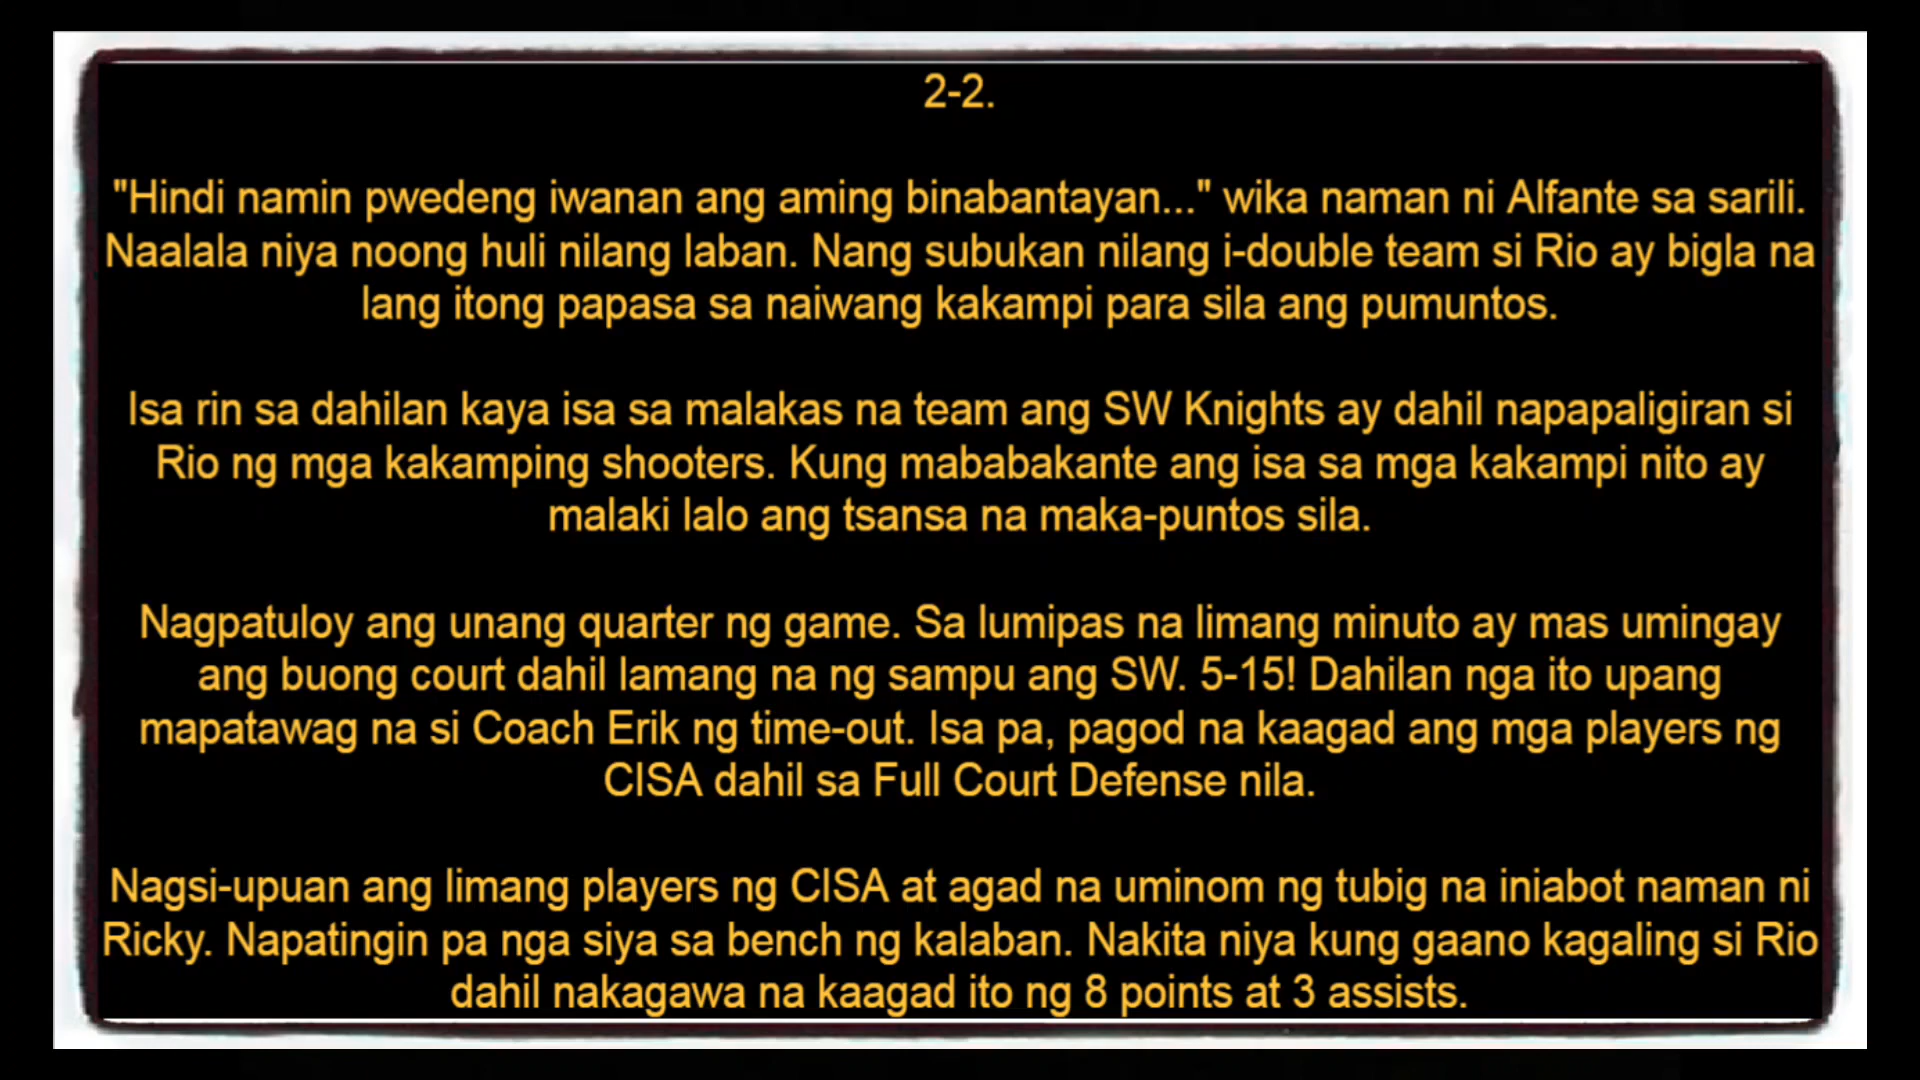 2-2.
"Hindi namin pwedeng iwanan ang aming binabantayan..." wika naman ni Alfante sa sarili.
Naalala niya noong huli nilang laban. Nang subukan nilang i-double team si Rio ay bigla na
lang itong papasa sa naiwang kakampi para sila ang pumuntos.
Isa rin sa dahilan kaya isa sa malakas na team ang SW Knights ay dahil napapaligiran si
Rio ng mga kakamping shooters. Kung mababakante ang isa sa mga kakampi nito ay
malaki lalo ang tsansa na maka-puntos sila.
Nagpatuloy ang unang quarter ng game. Sa lumipas na limang minuto ay mas umingay
ang buong court dahil lamang na ng sampu ang SW. 5-15! Dahilan nga ito upang
mapatawag na si Coach Erik ng time-out. Isa pa, pagod na kaagad ang mga players ng
CISA dahil sa Full Court Defense nila.
Nagsi-upuan ang limang players ng CISA at agad na uminom ng tubig na iniabot naman ni
Ricky. Napatingin pa nga siya sa bench ng kalaban. Nakita niya kung gaano kagaling si Rio
dahil nakagawa na kaagad ito ng 8 points at 3 assists.